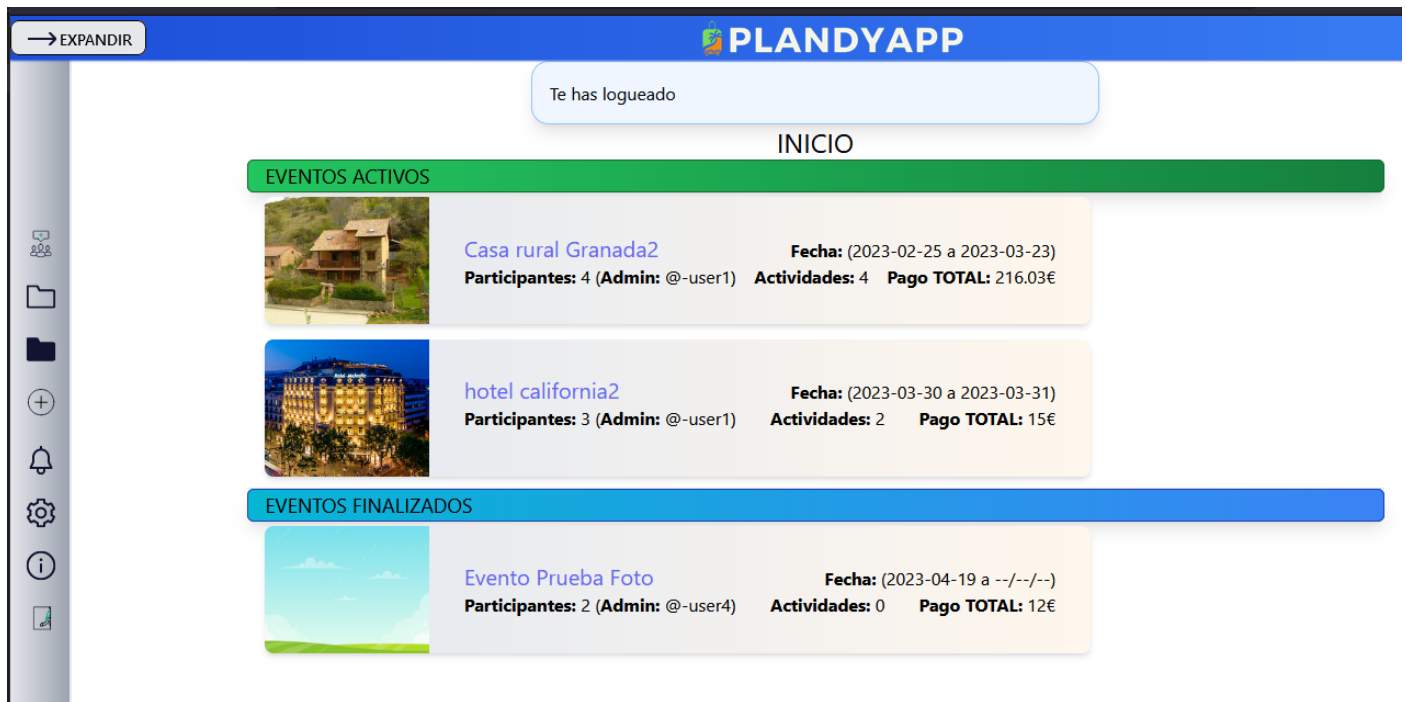 EXPANDIR
PLANDYAPP
Te has logueado
INICIO
EVENTOS ACTIVOS
Casa rural Granada2
Fecha: (2023-02-25 a 2023-03-23)
Participantes: 4 (Admin: @-user1) Actividades: 4 Pago TOTAL: 216.03€
hotel california2
Fecha: (2023-03-30 a 2023-03-31)
Participantes: 3 (Admin: @-user1) Actividades: 2 Pago TOTAL: 15€
EVENTOS FINALIZADOS
Evento Prueba Foto
Fecha: (2023-04-19 a --/--/--)
Participantes: 2 (Admin: @-user4) Actividades: 0 Pago TOTAL: 12€